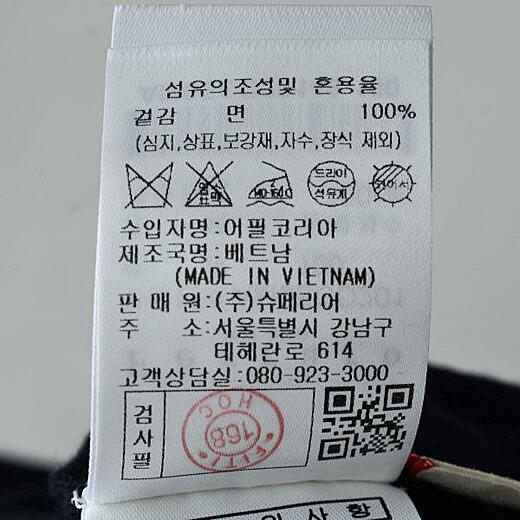 섬유의조성및 혼용율
겉감 면 100%
(심지,상표,보강재,자수,장식 제외)
드라이
석유계
수입자명:어필코리아
제조국명:베트남
(MADE IN VIETNAM)
판 매 원:(주)슈페리어
주 소:서울특별시 강남구
테헤란로 614
고객상담실:080-923-3000
검사필
HOC
168
FITI
사 항